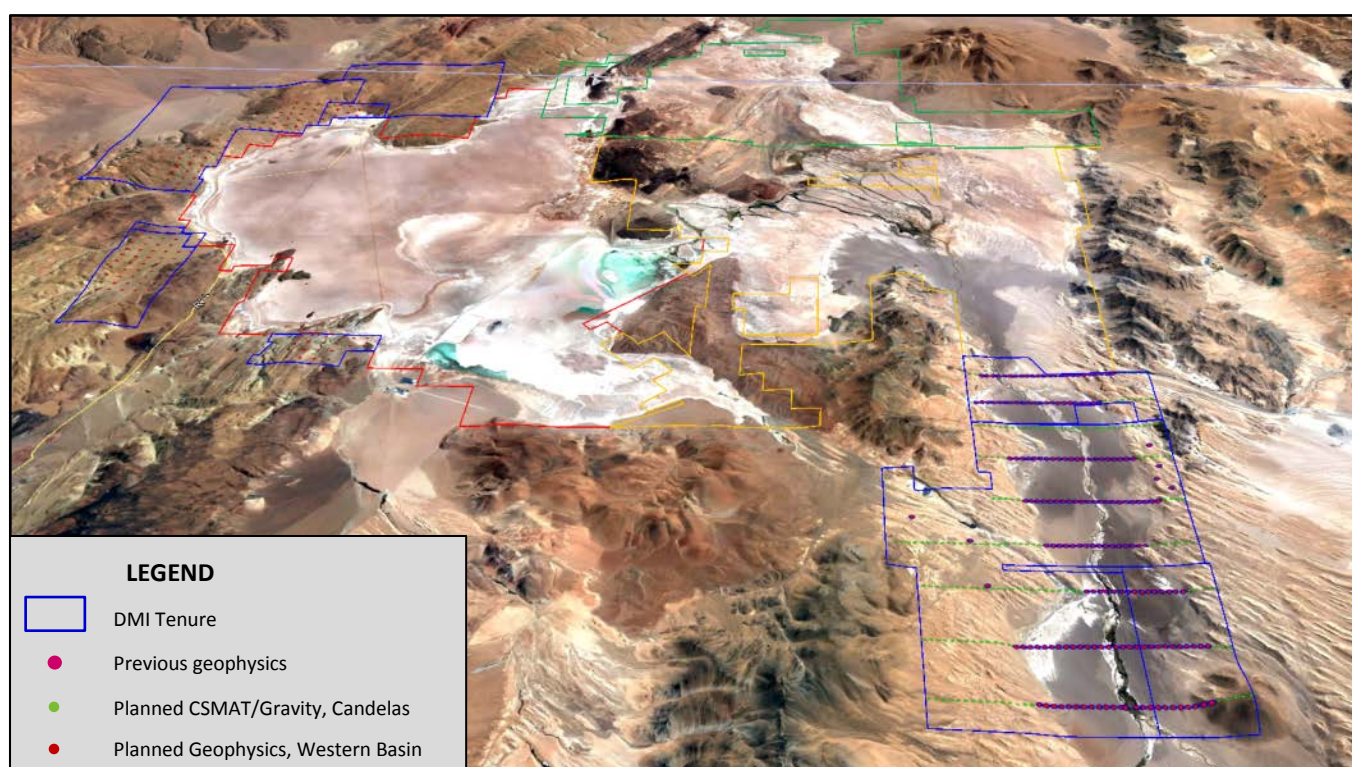 LEGEND
DMI Tenure
Previous geophysics
Planned CSMAT/Gravity, Candelas
Planned Geophysics, Western Basin